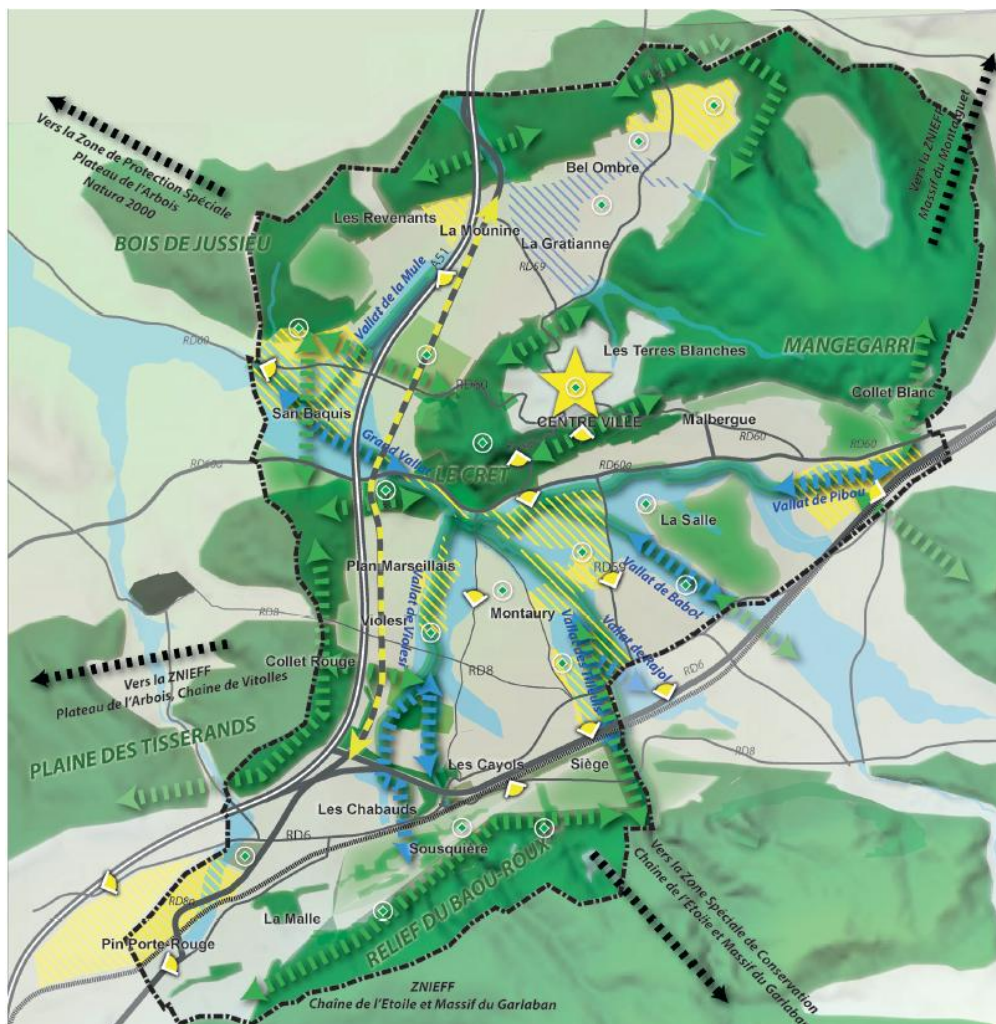 Vers la Zone de Protection Spéciale
Plateau de l'Arbois
Natura 2000
Vers la ZNIEFF
Massif du Montaiguet
BOIS DE JUSSIEU
Bel Ombre
Les Revenants
La Mounine
La Gratianne
A51
RD59
Vallat de la Mule
RD60
Les Terres Blanches
MANGEGARRI
Collet Blanc
RD60
San Baquis
CENTRE VILLE
Malbergue
RD60
RD60
Grand Vallat
LE CRET
RD60a
RD60a
Vallat de Pibou
La Salle
Plan Marseillais
RD59
Vallat de Babol
Violesi
Vallat de Violesi
Montaury
RD8
Vallat de Rajol
RD8
RD6
Collet Rouge
Vers la ZNIEFF
Plateau de l'Arbois, Chaine de Vitolles
PLAINE DES TISSERANDS
Les Cayols
Siège
RD8
Les Chabauds
RD6
Sousquière
RD8a
La Malle
RELIEF DU BAOU-ROUX
Pin Porte-Rouge
Vers la Zone Spéciale de Conservation
Chaîne de l'Etoile et Massif du Garlaban
ZNIEFF
Chaîne de l'Etoile et Massif du Garlaban